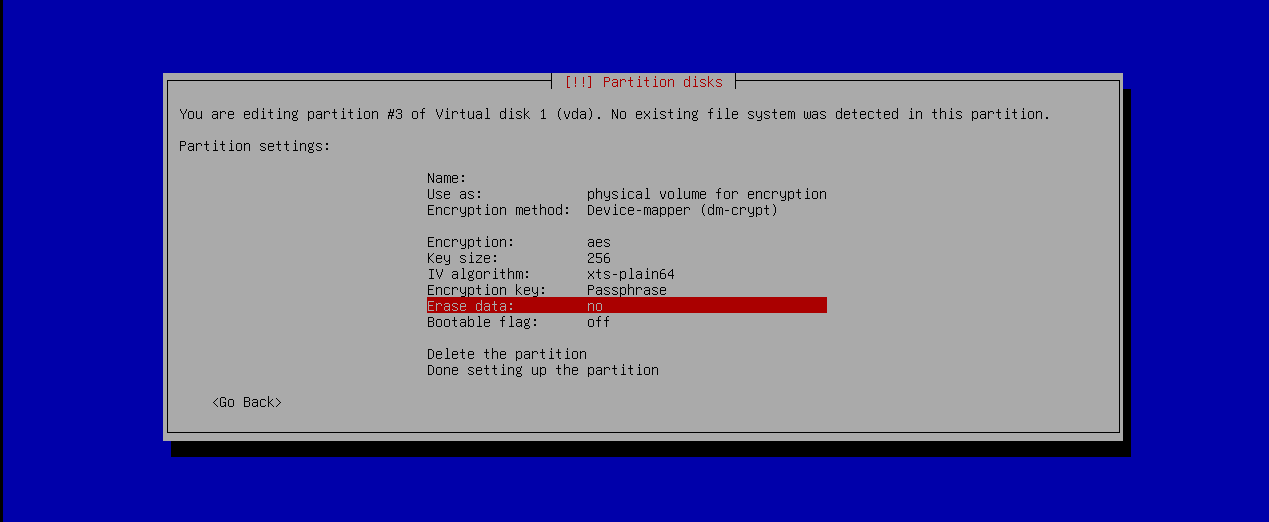 [!!] Partition disks
You are editing partition #3 of Virtual disk 1 (vda). No existing file system was detected in this partition.
Partition settings:
Name:
Use as: physical volume for encryption
Encryption method: Device-mapper (dm-crypt)
Encryption: aes
Key size: 256
IV algorithm: xts-plain64
Encryption key: Passphrase
Erase data: no
Bootable flag: off
Delete the partition
Done setting up the partition
<Go Back>